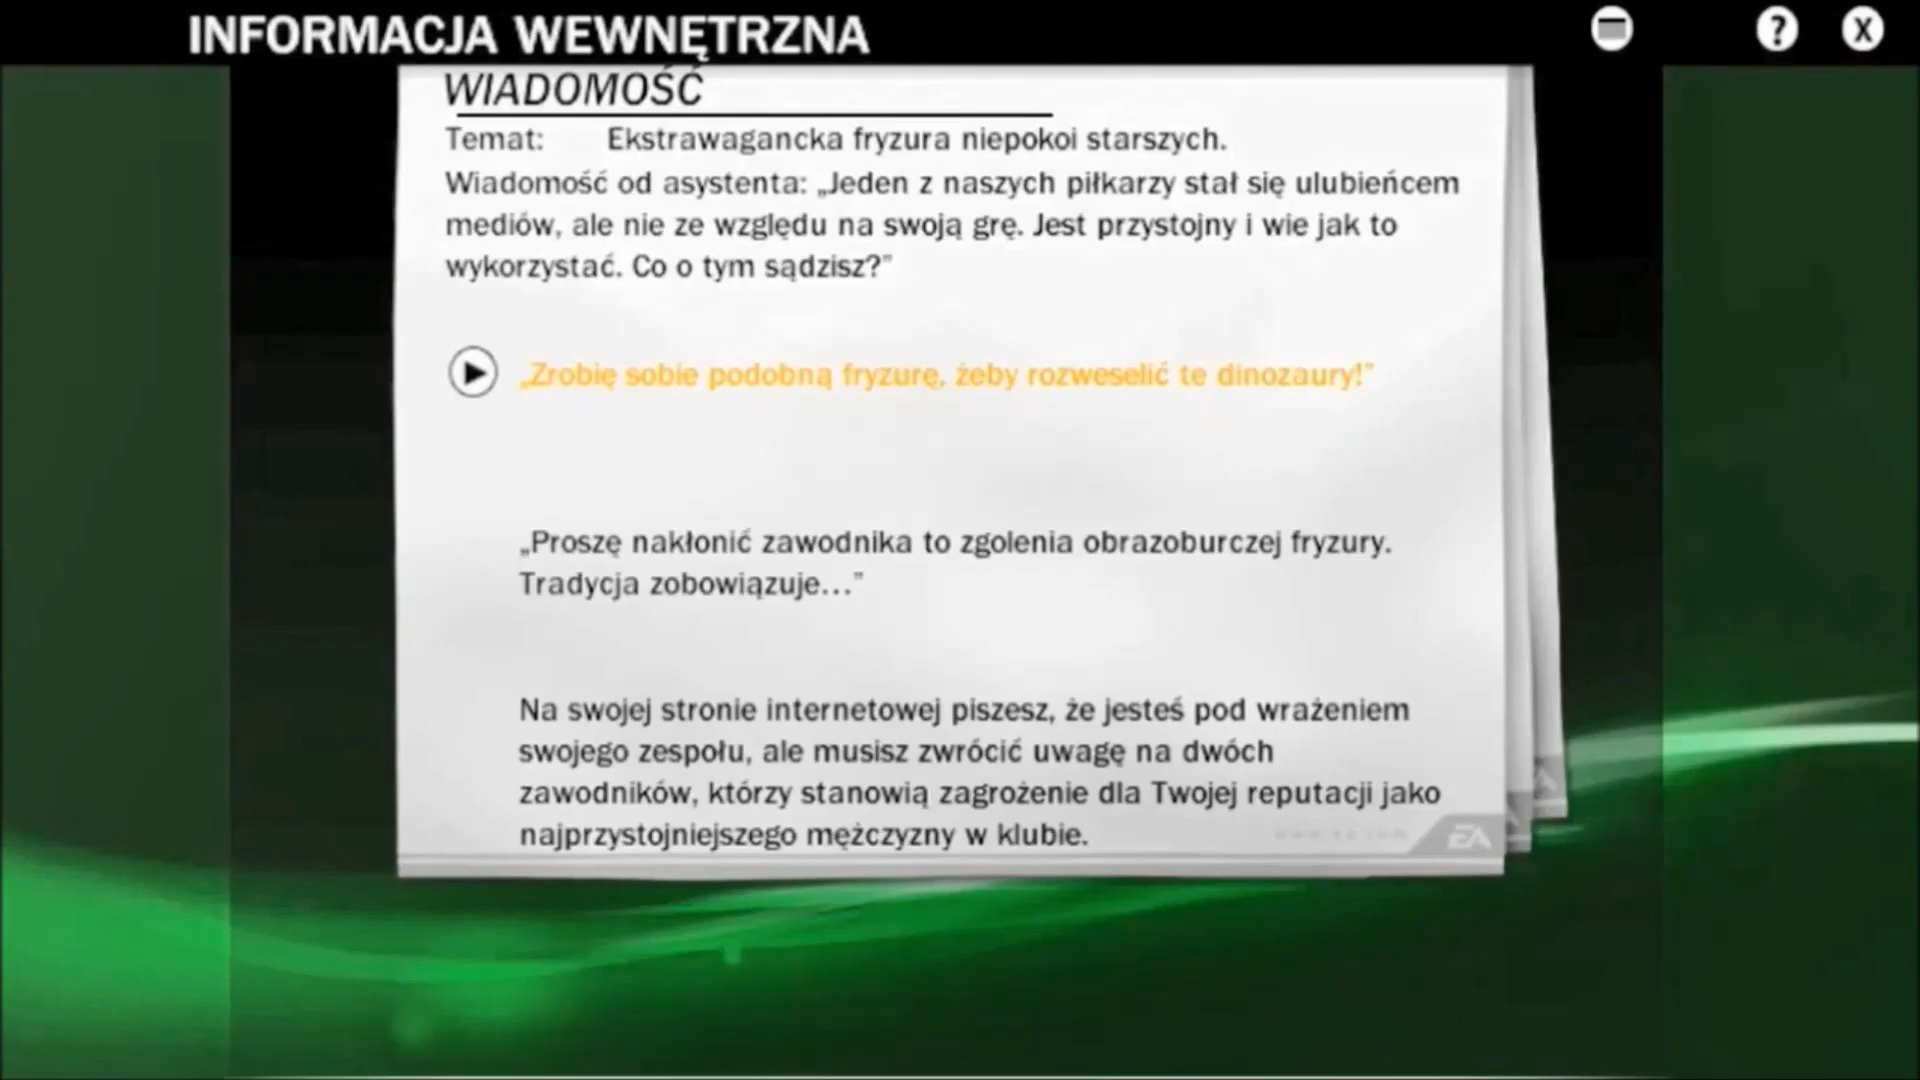 INFORMACJA WEWNĘTRZNA
? X
WIADOMOŚĆ
Temat: Ekstrawagancka fryzura niepokoi starszych.
Wiadomość od asystenta: „Jeden z naszych piłkarzy stał się ulubieńcem
mediów, ale nie ze względu na swoją grę. Jest przystojny i wie jak to
wykorzystać. Co o tym sądzisz?”
„Zrobię sobie podobną fryzurę, żeby rozweselić te dinozaury!”
„Proszę nakłonić zawodnika to zgolenia obrazoburczej fryzury.
Tradycja zobowiązuje...”
Na swojej stronie internetowej piszesz, że jesteś pod wrażeniem
swojego zespołu, ale musisz zwrócić uwagę na dwóch
zawodników, którzy stanowią zagrożenie dla Twojej reputacji jako
najprzystojniejszego mężczyzny w klubie.
EA